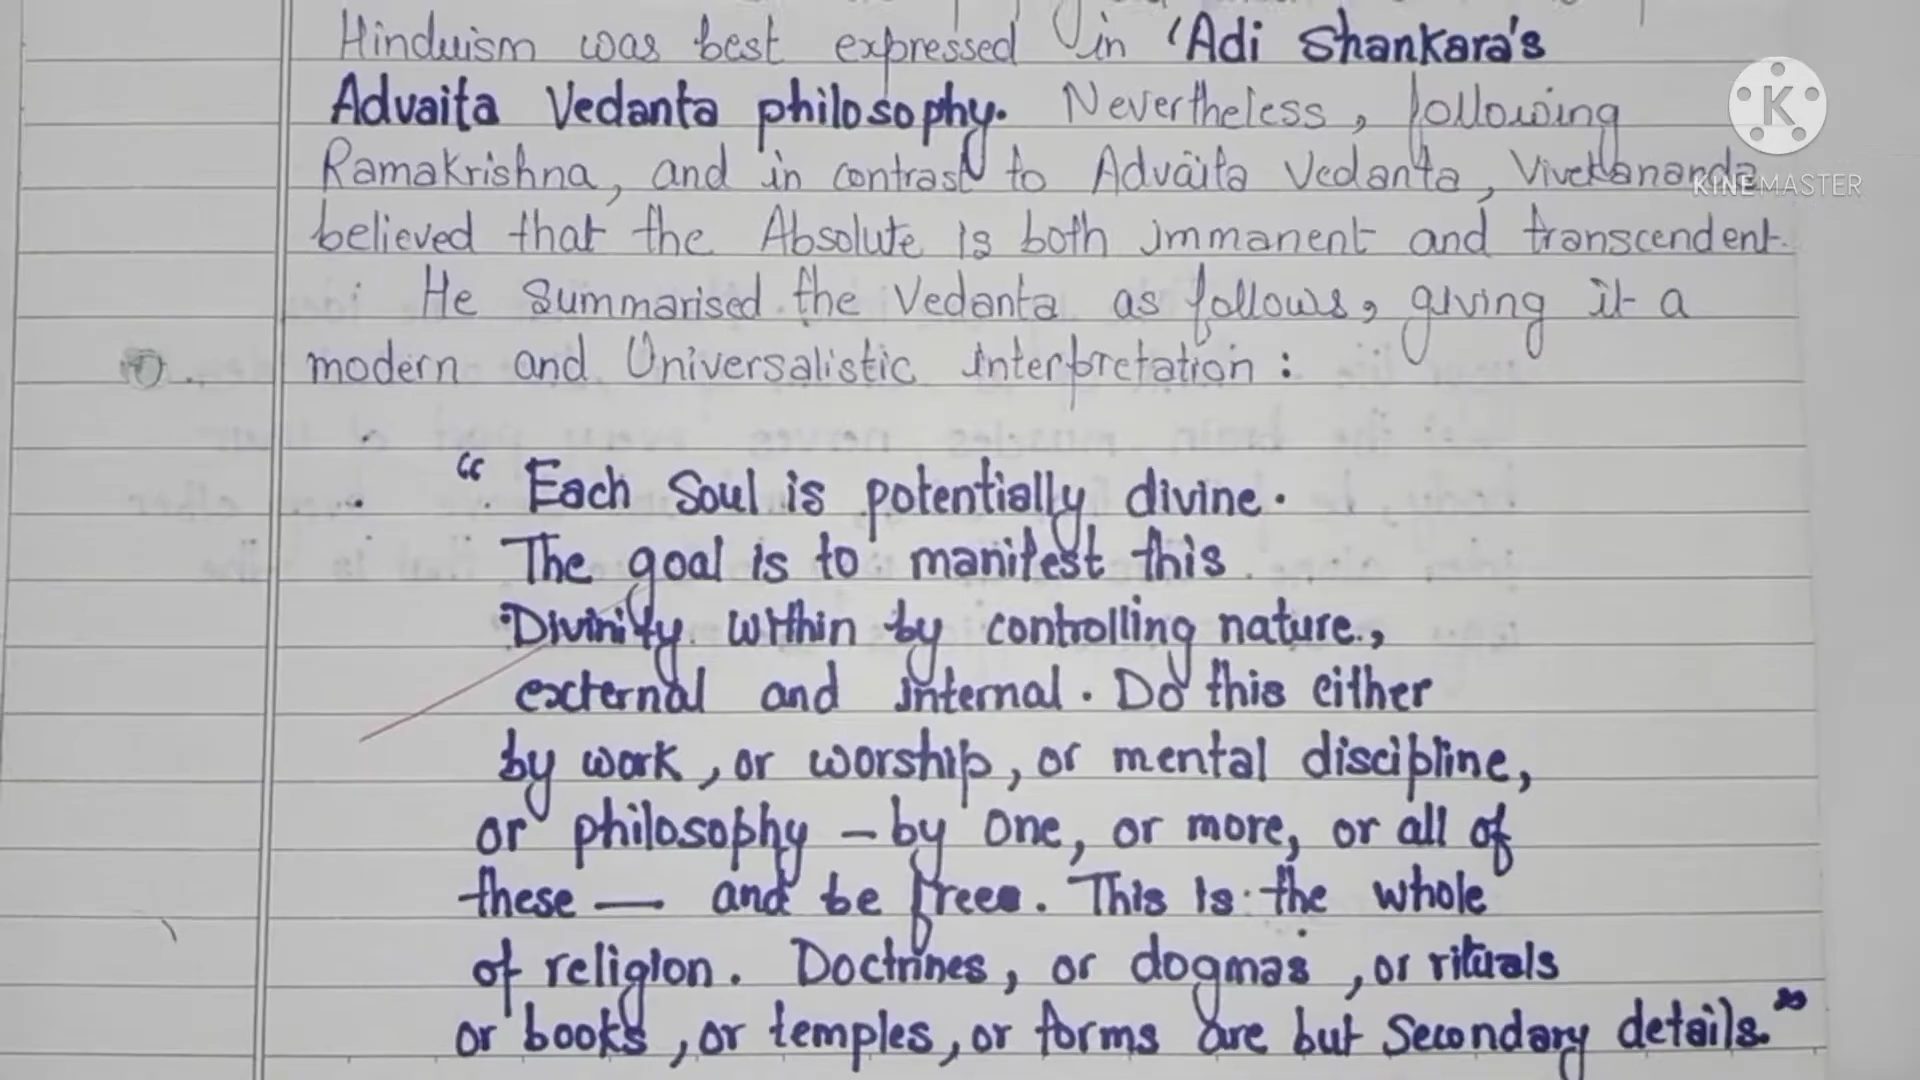 Hinduism was best expressed in 'Adi Shankara's
Advaita Vedanta philosophy. Nevertheless, following
Ramakrishna, and in contrast to Advaita Vedanta, Vivekananda
believed that the Absolute is both immanent and transcendent.
He Summarised the Vedanta as follows, giving it a
modern and Universalistic interpretation :
" Each Soul is potentially divine.
The goal is to manifest this
Divinity within by controlling nature.,
external and internal. Do this either
by work, or worship, or mental discipline,
or philosophy – by one, or more, or all of
these — and be free. This is the whole
of religion. Doctrines, or dogmas, or rituals
or books, or temples, or forms are but Secondary details."
K
KINEMASTER